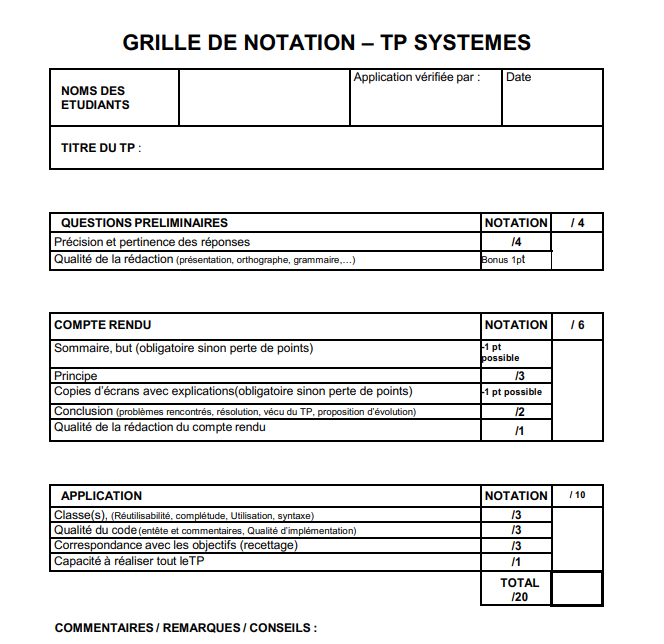 GRILLE DE NOTATION – TP SYSTEMES
NOMS DES
ETUDIANTS
Application vérifiée par :
Date
TITRE DU TP :
QUESTIONS PRELIMINAIRES NOTATION / 4
Précision et pertinence des réponses /4
Qualité de la rédaction (présentation, orthographe, grammaire,…) Bonus 1pt
COMPTE RENDU NOTATION / 6
Sommaire, but (obligatoire sinon perte de points) -1 pt
possible
Principe /3
Copies d'écrans avec explications(obligatoire sinon perte de points) -1 pt possible
Conclusion (problèmes rencontrés, résolution, vécu du TP, proposition d'évolution) /2
Qualité de la rédaction du compte rendu /1
APPLICATION NOTATION / 10
Classe(s), (Réutilisabilité, complétude, Utilisation, syntaxe) /3
Qualité du code(entête et commentaires, Qualité d'implémentation) /3
Correspondance avec les objectifs (recettage) /3
Capacité à réaliser tout leTP /1
TOTAL
/20
COMMENTAIRES / REMARQUES / CONSEILS :